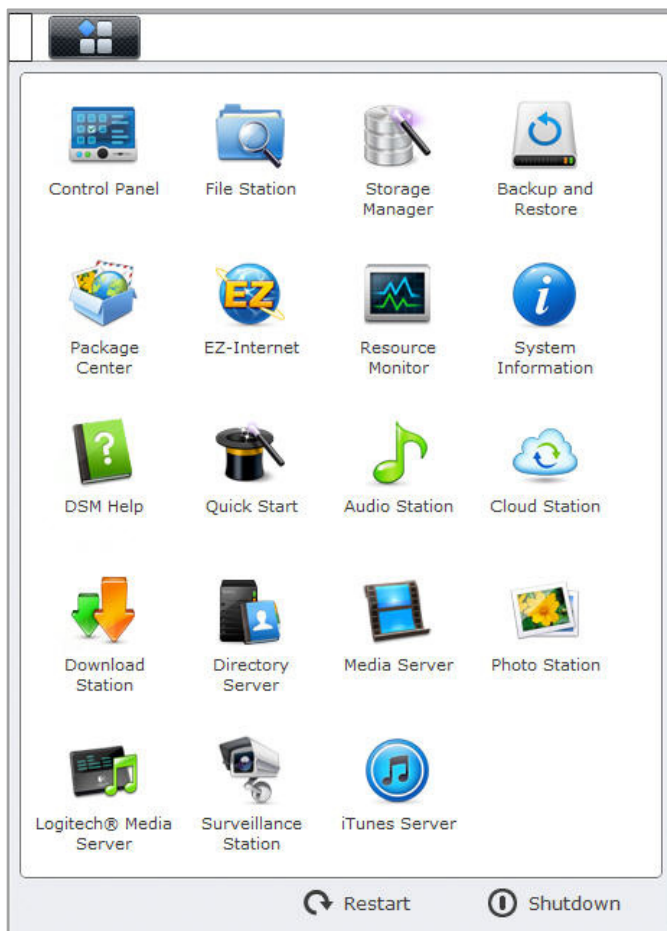 Control Panel
File Station
Storage
Manager
Backup and
Restore
Package
Center
EZ
EZ-Internet
Resource
Monitor
i
System
Information
?
DSM Help
Quick Start
Audio Station
Cloud Station
Download
Station
Directory
Server
Media Server
Photo Station
Logitech® Media
Server
Surveillance
Station
iTunes Server
Restart
Shutdown